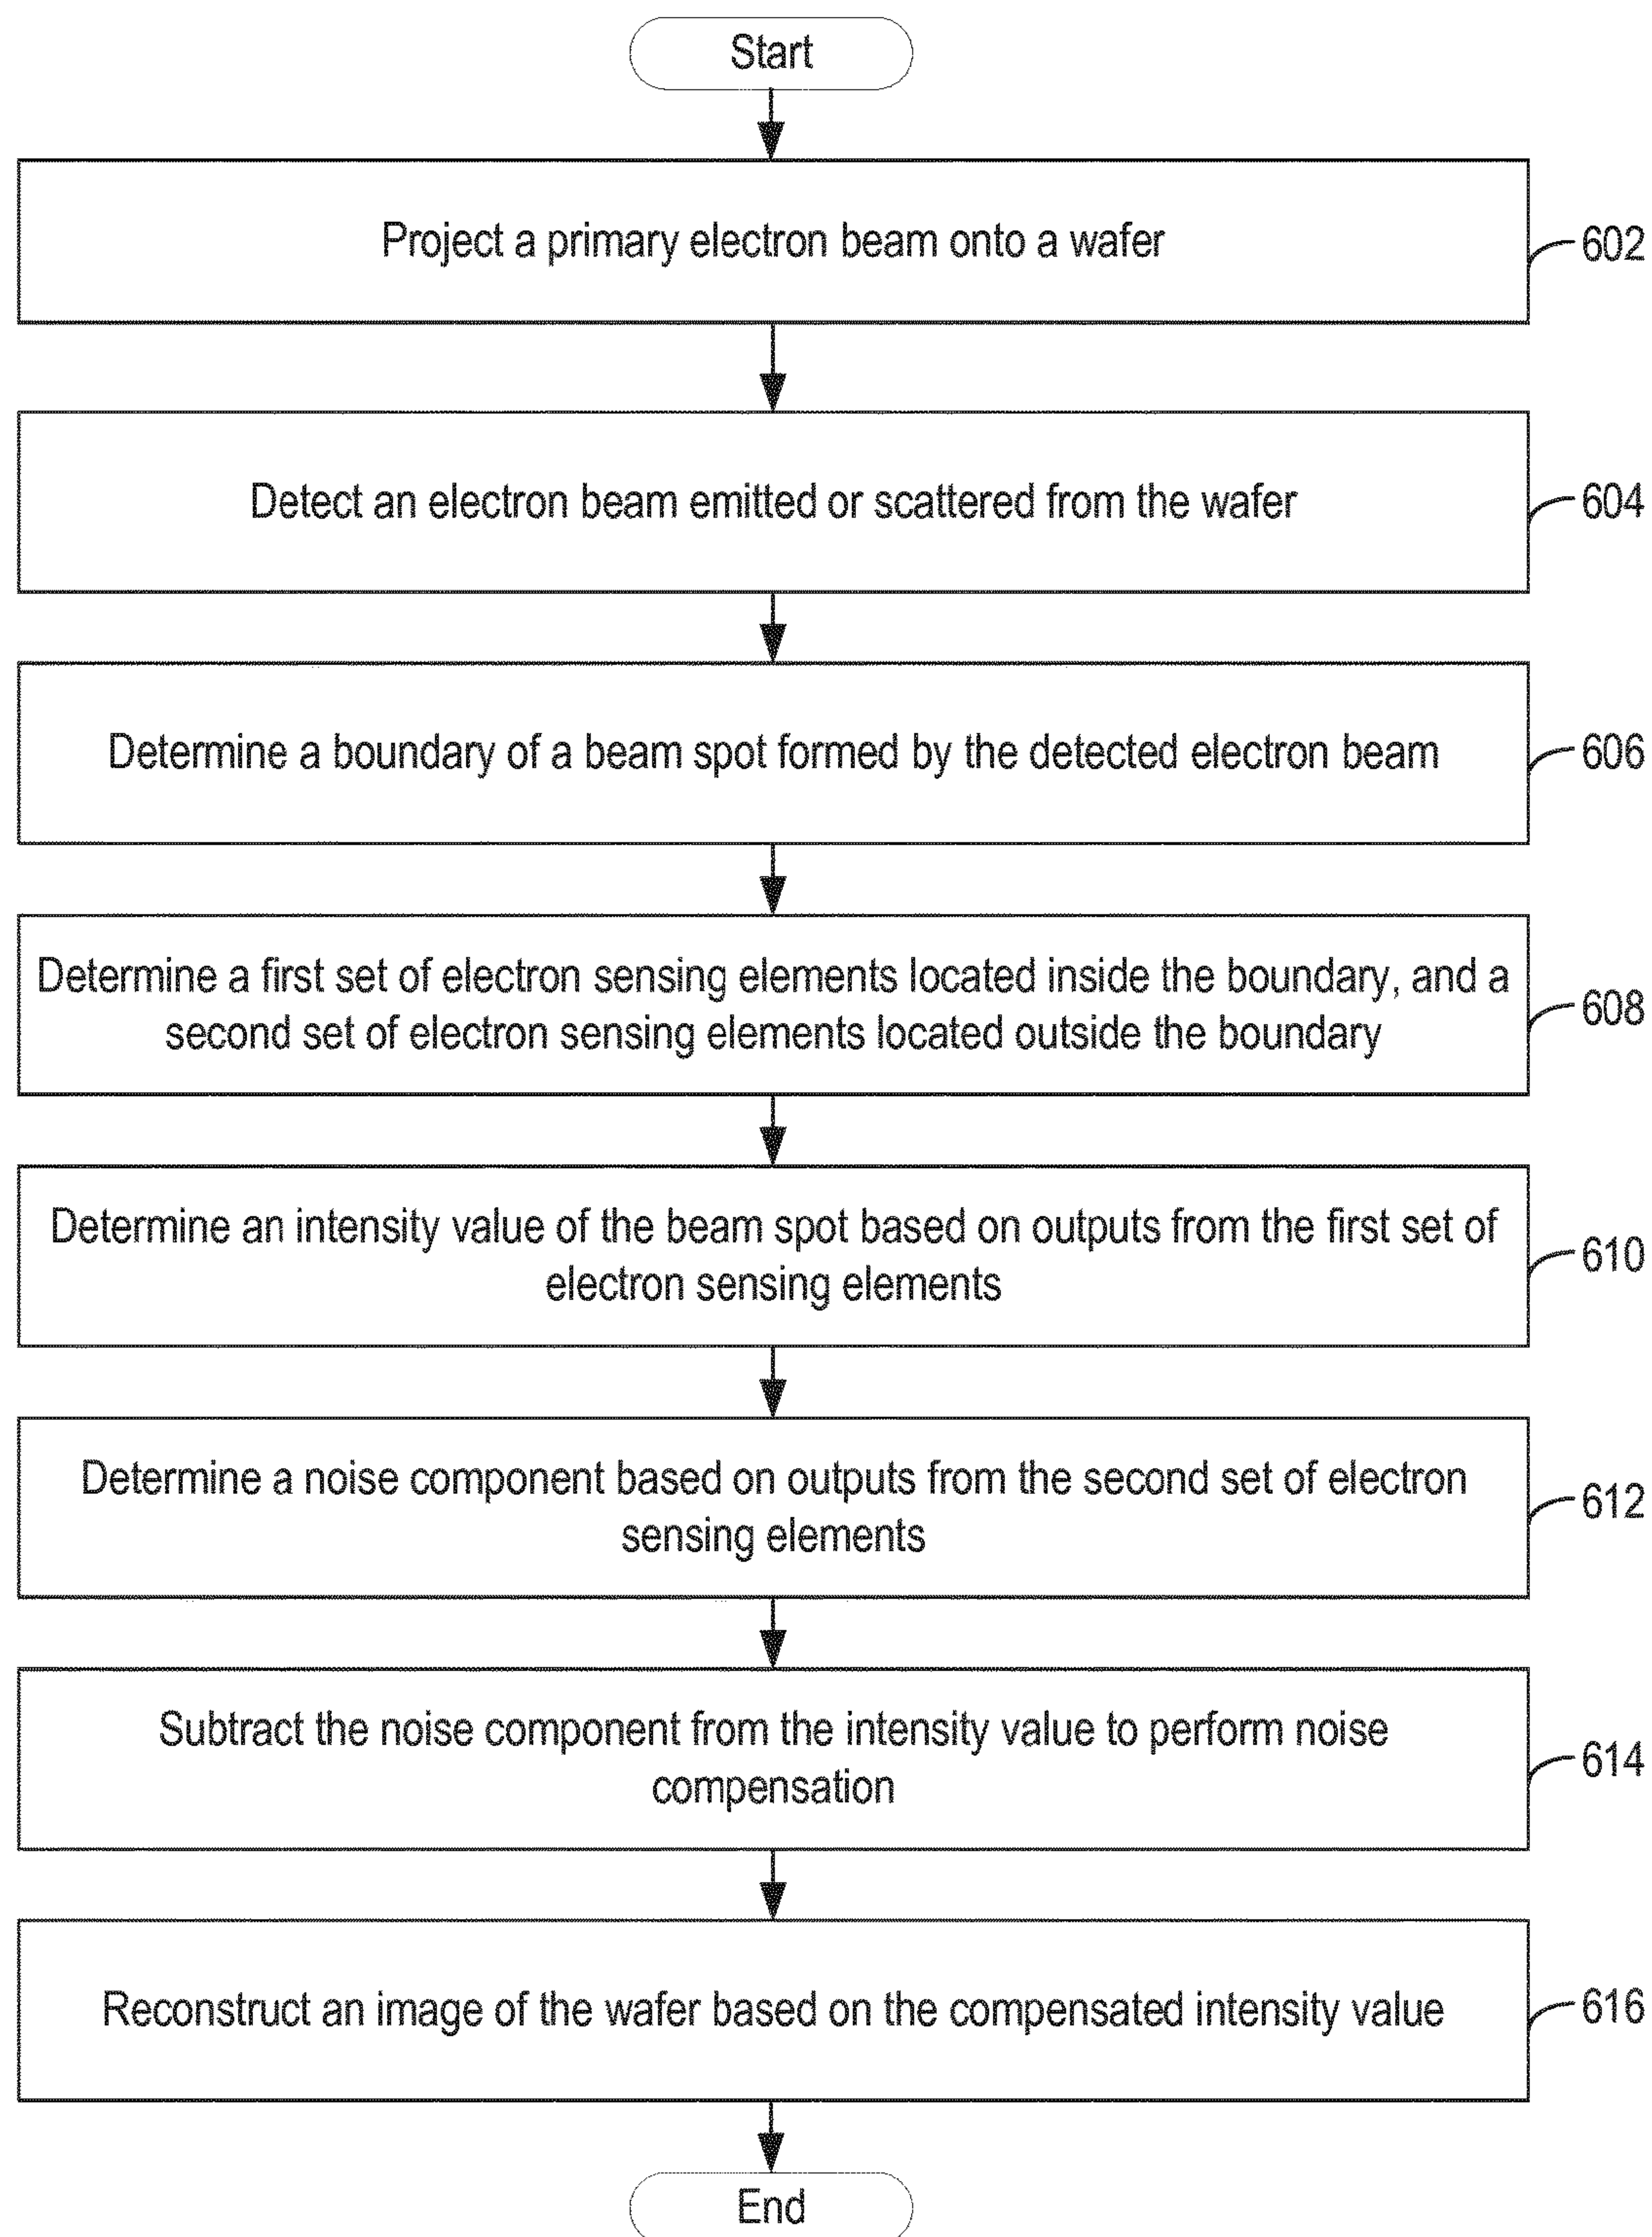 Start
Project a primary electron beam onto a wafer
602
Detect an electron beam emitted or scattered from the wafer
604
Determine a boundary of a beam spot formed by the detected electron beam
606
Determine a first set of electron sensing elements located inside the boundary, and a
second set of electron sensing elements located outside the boundary
608
Determine an intensity value of the beam spot based on outputs from the first set of
electron sensing elements
610
Determine a noise component based on outputs from the second set of electron
sensing elements
612
Subtract the noise component from the intensity value to perform noise
compensation
614
Reconstruct an image of the wafer based on the compensated intensity value
616
End